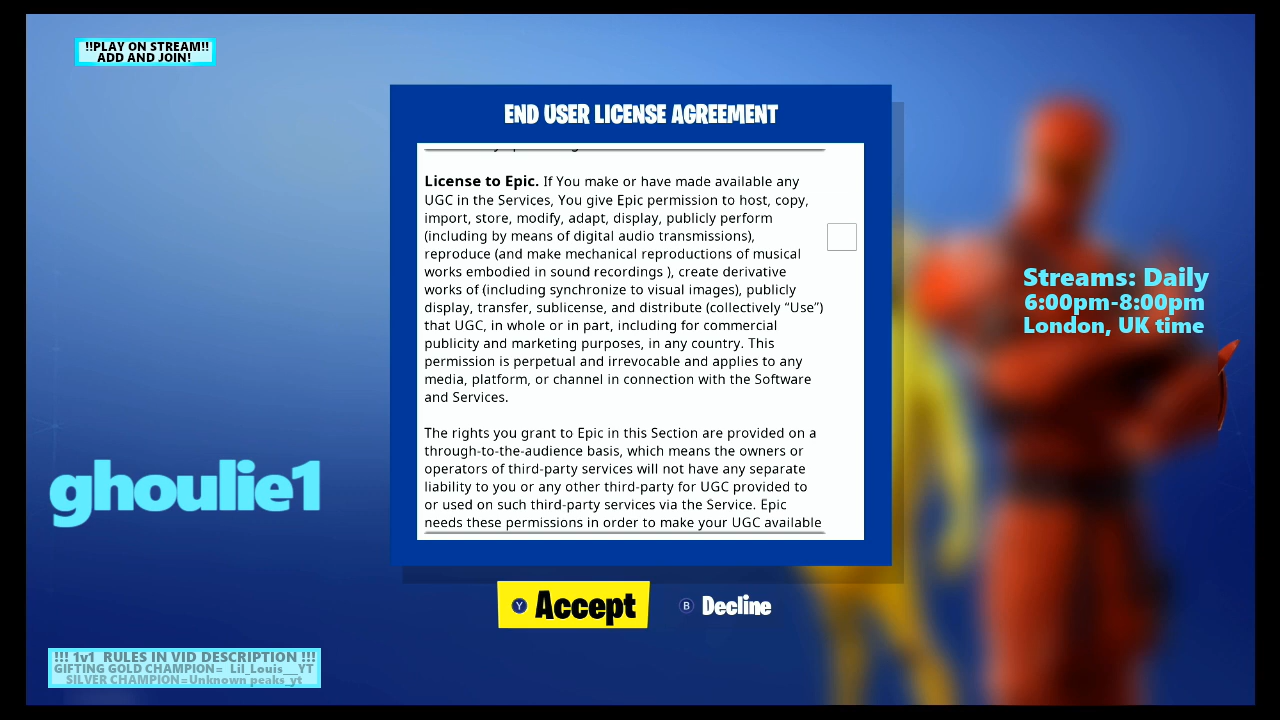 !!PLAY ON STREAM!!
ADD AND JOIN!
END USER LICENSE AGREEMENT
License to Epic. If You make or have made available any
UGC in the Services, You give Epic permission to host, copy,
import, store, modify, adapt, display, publicly perform
(including by means of digital audio transmissions),
reproduce (and make mechanical reproductions of musical
works embodied in sound recordings ), create derivative
works of (including synchronize to visual images), publicly
display, transfer, sublicense, and distribute (collectively “Use”)
that UGC, in whole or in part, including for commercial
publicity and marketing purposes, in any country. This
permission is perpetual and irrevocable and applies to any
media, platform, or channel in connection with the Software
and Services.
The rights you grant to Epic in this Section are provided on a
through-to-the-audience basis, which means the owners or
operators of third-party services will not have any separate
liability to you or any other third-party for UGC provided to
or used on such third-party services via the Service. Epic
needs these permissions in order to make your UGC available
Streams: Daily
6:00pm-8:00pm
London, UK time
ghoulie1
Y Accept
B Decline
!!! 1v1 RULES IN VID DESCRIPTION !!!
GIFTING GOLD CHAMPION= Lil_Louis__YT
SILVER CHAMPION=Unknown peaks_yt